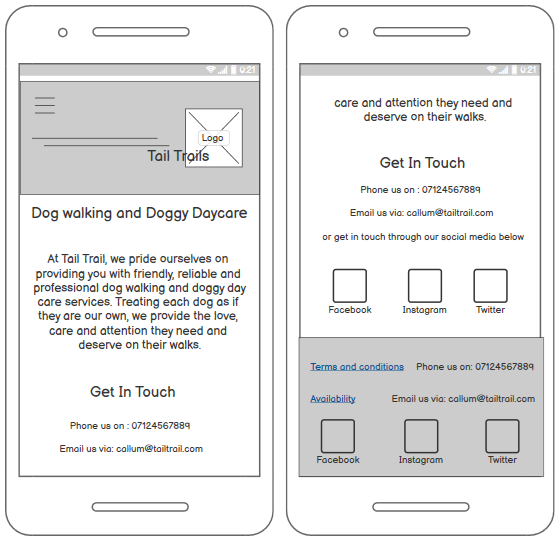 0:21
Logo
Tail Trails
Dog walking and Doggy Daycare
At Tail Trail, we pride ourselves on
providing you with friendly, reliable and
professional dog walking and doggy day
care services. Treating each dog as if
they are our own, we provide the love,
care and attention they need and
deserve on their walks.
Get In Touch
Phone us on : 07124567889
Email us via: callum@tailtrail.com
0:21
care and attention they need and
deserve on their walks.
Get In Touch
Phone us on : 07124567889
Email us via: callum@tailtrail.com
or get in touch through our social media below
Facebook
Instagram
Twitter
Terms and conditions
Phone us on: 07124567889
Availability
Email us via: callum@tailtrail.com
Facebook
Instagram
Twitter